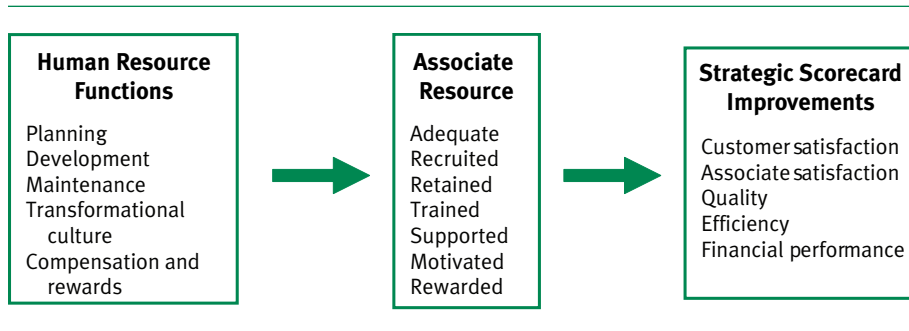 Human Resource
Functions
Planning
Development
Maintenance
Transformational
culture
Compensation and
rewards
Associate
Resource
Adequate
Recruited
Retained
Trained
Supported
Motivated
Rewarded
Strategic Scorecard
Improvements
Customer satisfaction
Associate satisfaction
Quality
Efficiency
Financial performance